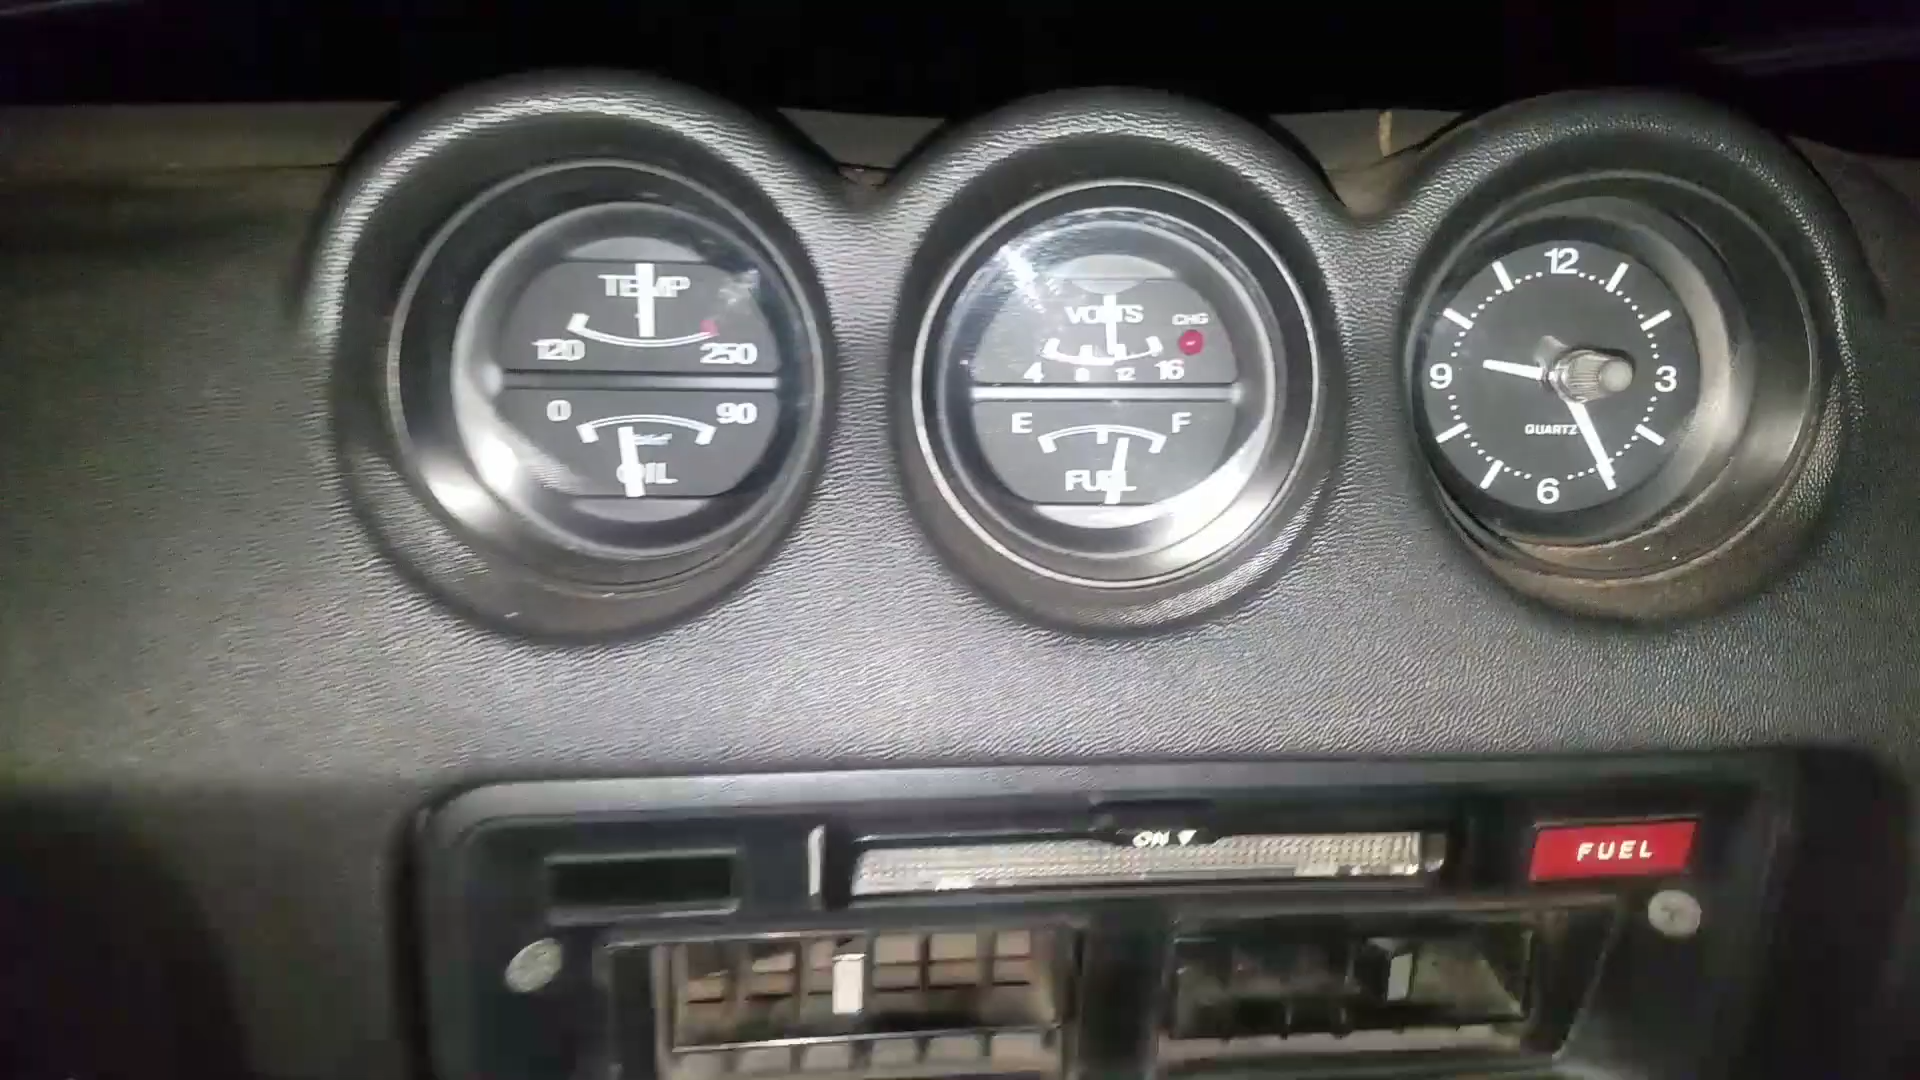 TEMP
120 250
0 90
OIL
VOLTS CHG
4 8 12 16
E F
FUEL
12
9 3
QUARTZ
6
ON ▼
FUEL